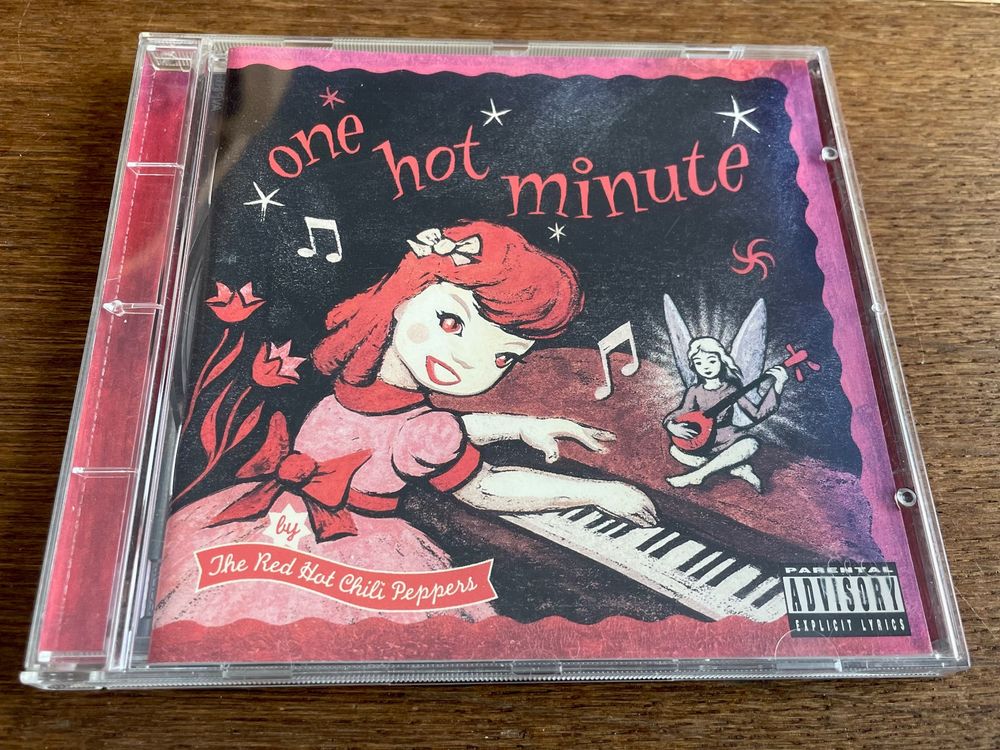 one hot minute
by
The Red Hot Chili Peppers
PARENTAL
ADVISORY
EXPLICIT LYRICS